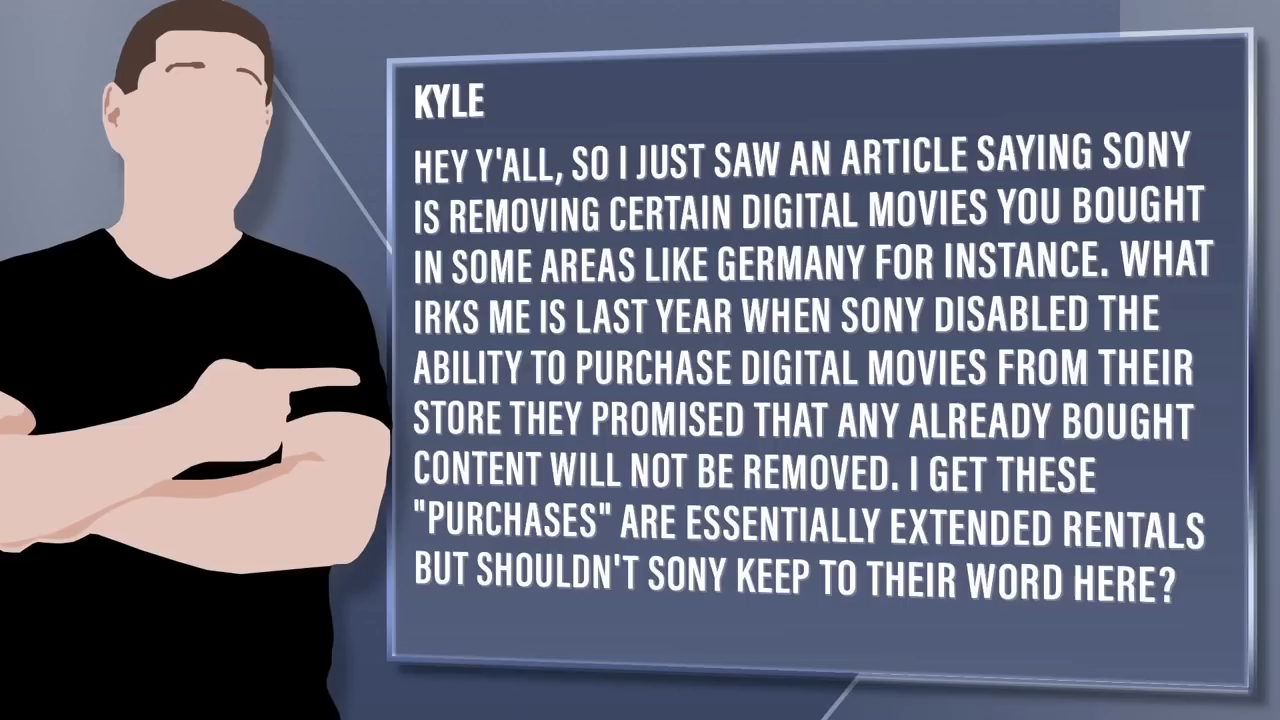 KYLE
HEY Y'ALL, SO I JUST SAW AN ARTICLE SAYING SONY
IS REMOVING CERTAIN DIGITAL MOVIES YOU BOUGHT
IN SOME AREAS LIKE GERMANY FOR INSTANCE. WHAT
IRKS ME IS LAST YEAR WHEN SONY DISABLED THE
ABILITY TO PURCHASE DIGITAL MOVIES FROM THEIR
STORE THEY PROMISED THAT ANY ALREADY BOUGHT
CONTENT WILL NOT BE REMOVED. I GET THESE
"PURCHASES" ARE ESSENTIALLY EXTENDED RENTALS
BUT SHOULDN'T SONY KEEP TO THEIR WORD HERE?